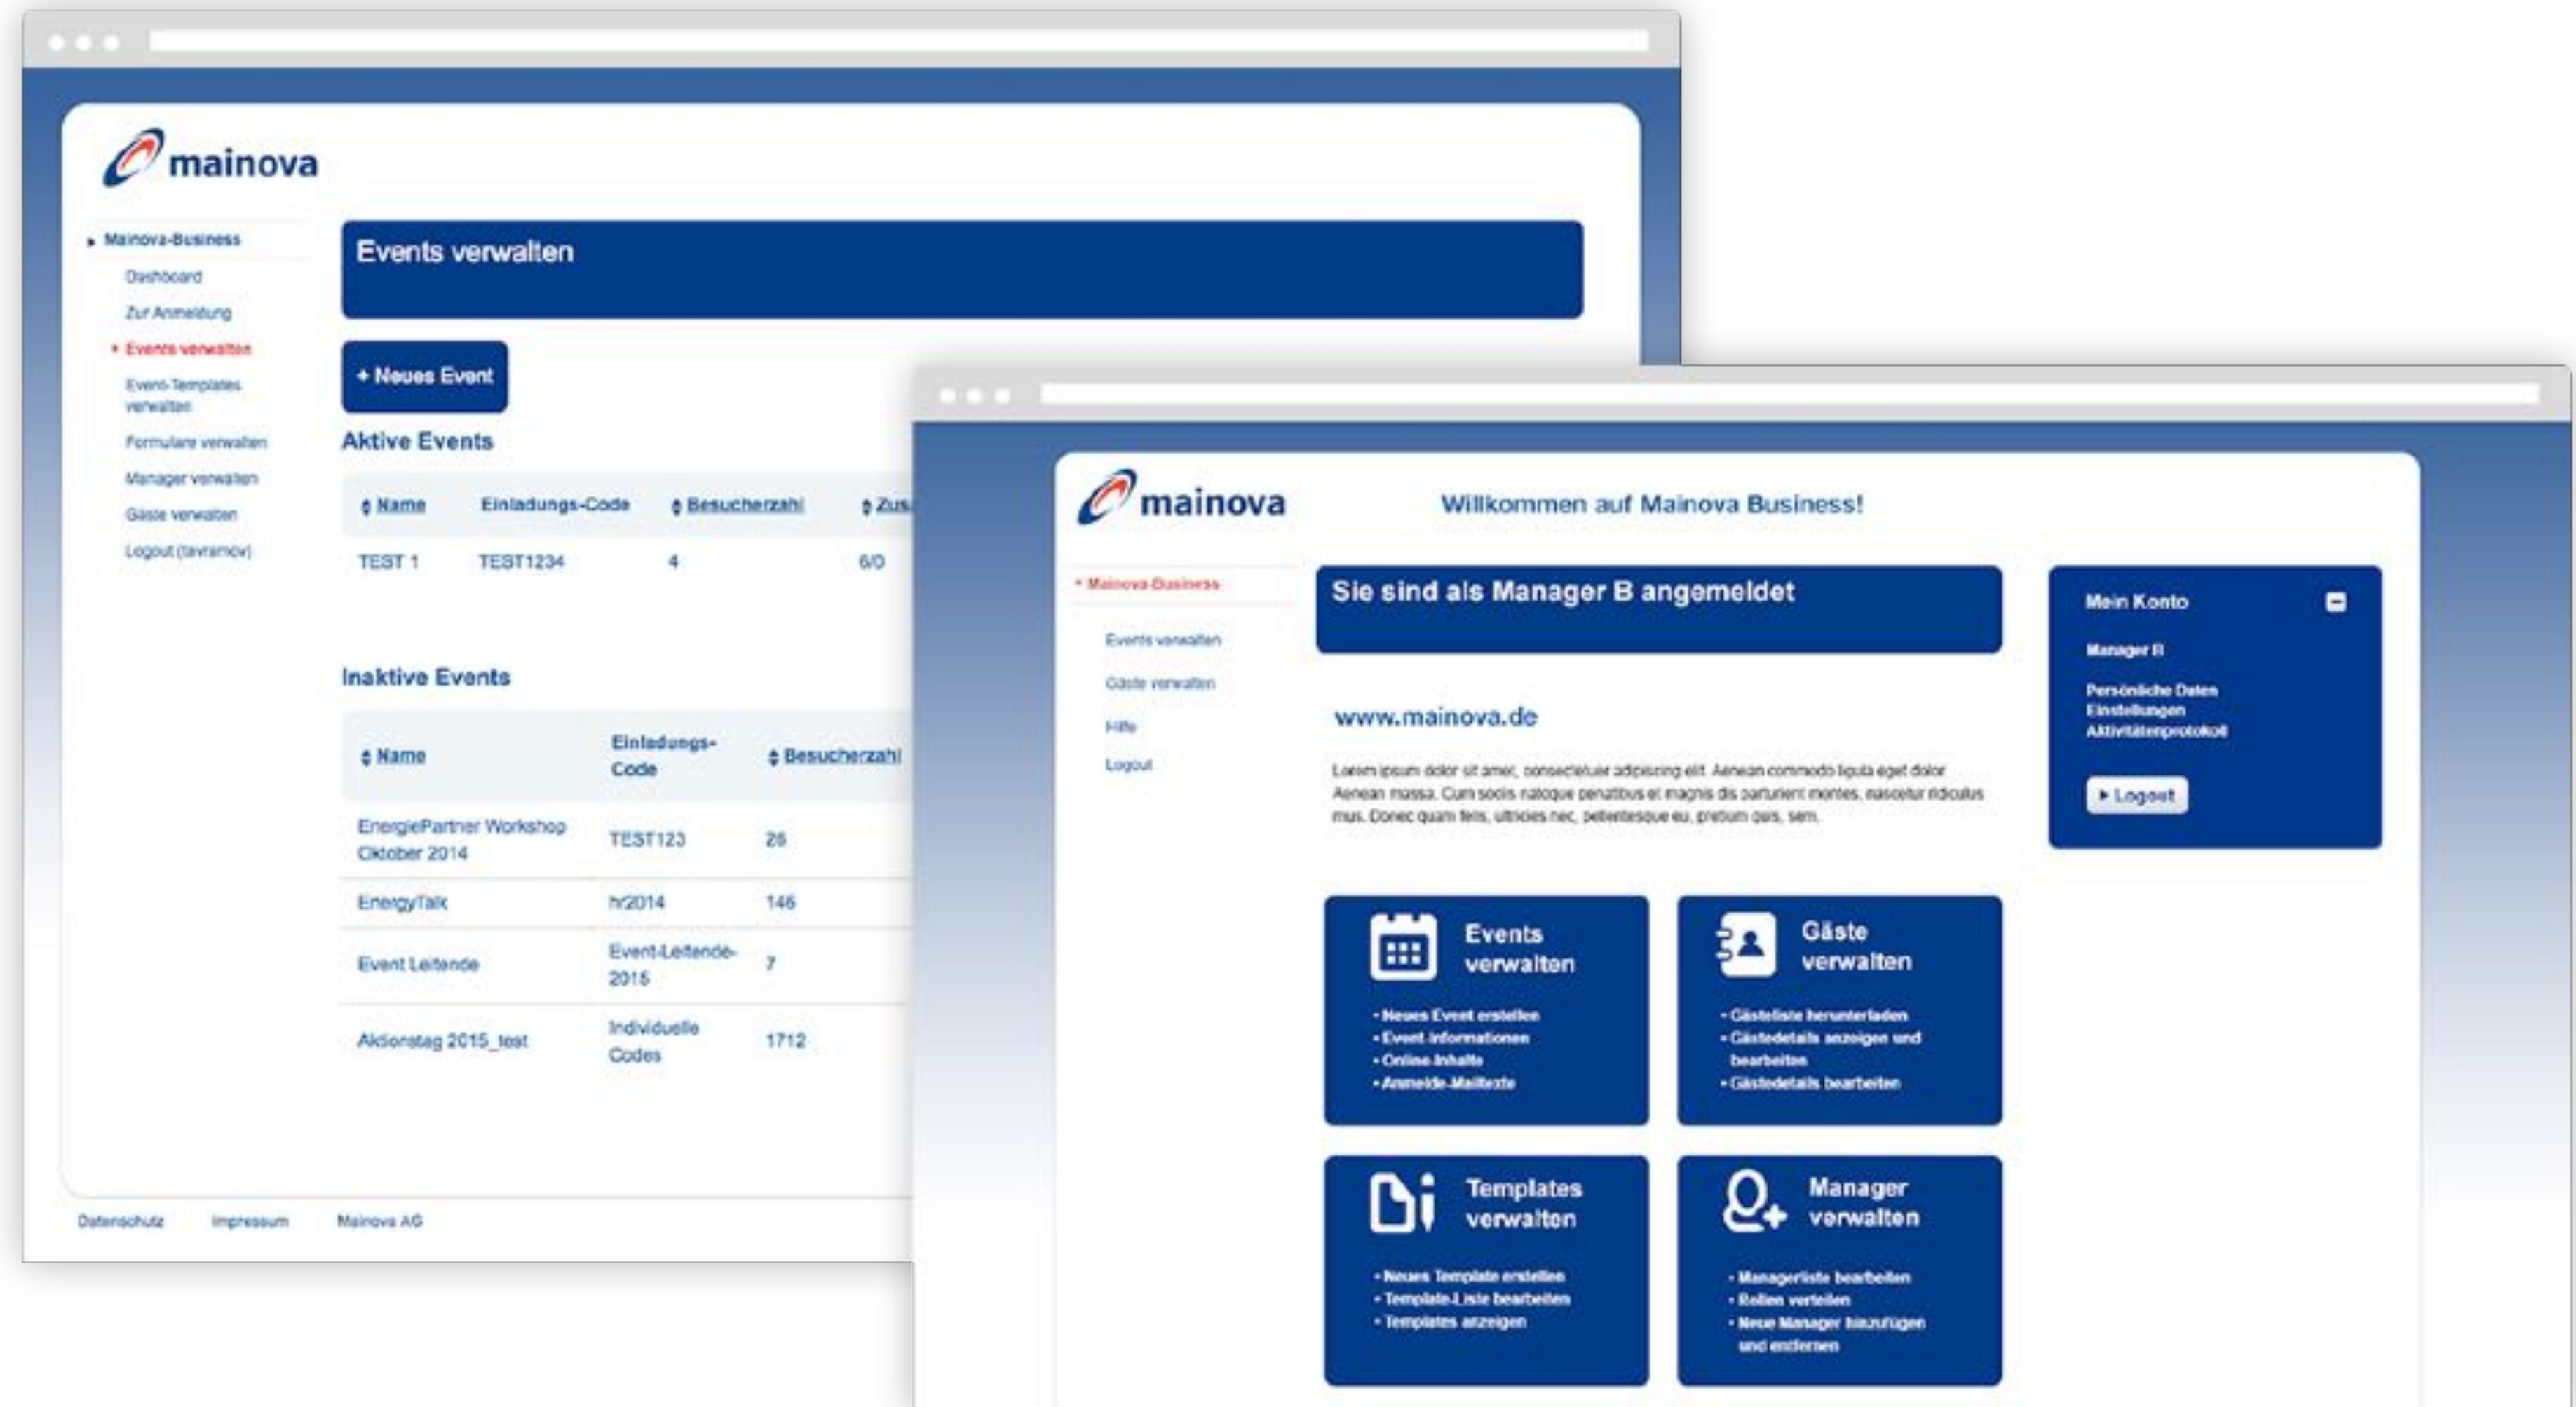 mainova
Mainova-Business
Dashboard
Zur Anmeldung
Events verwalten
Event-Templates
verwalten
Formulare verwalten
Manager verwalten
Gäste verwalten
Logout (tavramov)
Events verwalten
+ Neues Event
Aktive Events
Name Einladungs-Code Besucherzahl Zus
TEST 1 TEST1234 4 6/0
Inaktive Events
Name Einladungs-
Code Besucherzahl
EnergiePartner Workshop
Oktober 2014 TEST123 26
EnergyTalk hr2014 146
Event Leitende Event-Leitende-
2015 7
Aktionstag 2015_test Individuelle
Codes 1712
Datenschutz Impressum Mainova AG
mainova Willkommen auf Mainova Business!
Mainova-Business
Events verwalten
Gäste verwalten
Hilfe
Logout
Sie sind als Manager B angemeldet
www.mainova.de
Lorem ipsum dolor sit amet, consectetuer adipiscing elit. Aenean commodo ligula eget dolor
Aenean massa. Cum sociis natoque penatibus et magnis dis parturient montes, nascetur ridiculus
mus. Donec quam felis, ultricies nec, pellentesque eu, pretium quis, sem.
Mein Konto
Manager B
Persönliche Daten
Einstellungen
Aktivitätenprotokoll
Logout
Events
verwalten
• Neues Event erstellen
• Event-Informationen
• Online-Inhalte
• Anmelde-Mailtexte
Gäste
verwalten
• Gästeliste herunterladen
• Gästedetails anzeigen und
bearbeiten
• Gästedetails bearbeiten
Templates
verwalten
• Neues Template erstellen
• Template-Liste bearbeiten
• Templates anzeigen
Manager
verwalten
• Managerliste bearbeiten
• Rollen verteilen
• Neue Manager hinzufügen
und entfernen